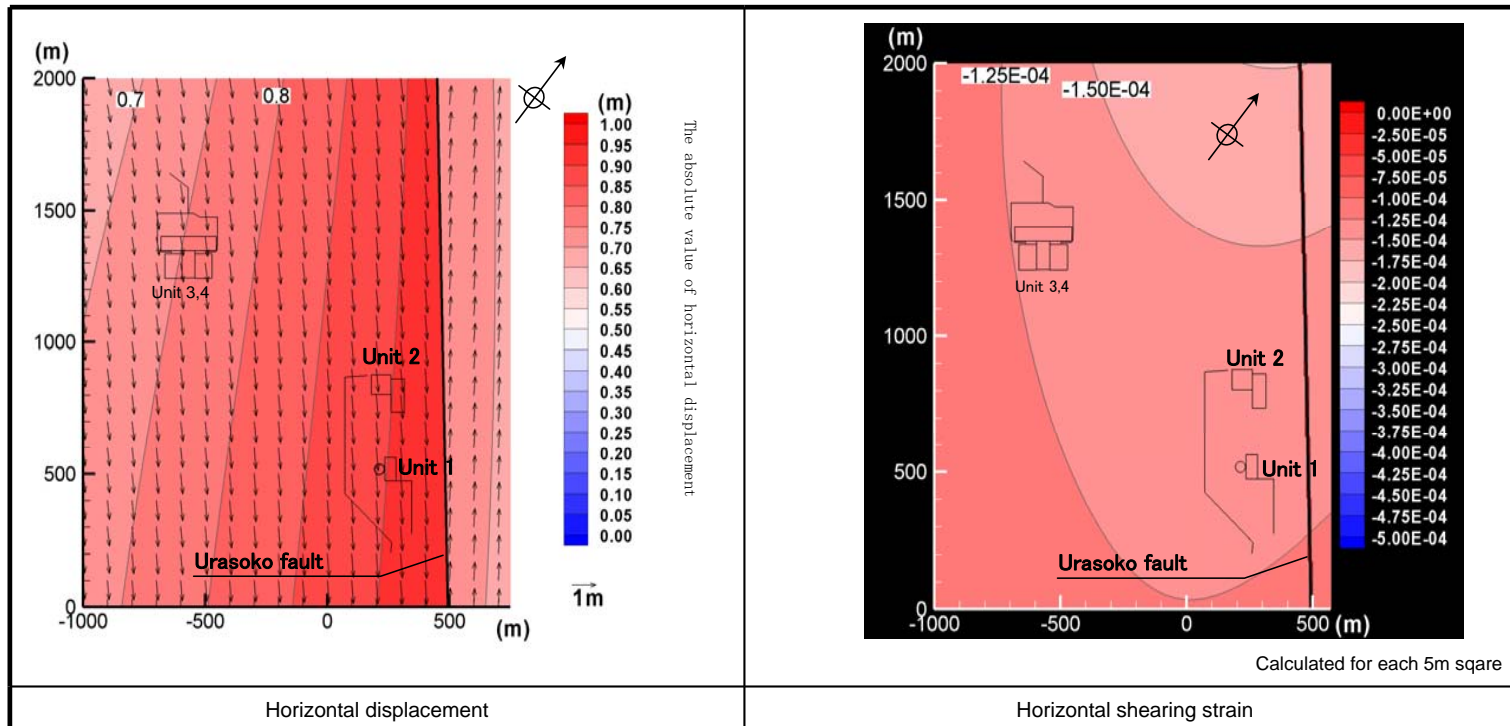 (m)
2000
1500
1000
500
0
-1000
-500
0
500
(m)
0.7
0.8
Unit 3,4
Unit 2
Unit 1
Urasoko fault
(m)
1.00
0.95
0.90
0.85
0.80
0.75
0.70
0.65
0.60
0.55
0.50
0.45
0.40
0.35
0.30
0.25
0.20
0.15
0.10
0.05
0.00
1m
The absolute value of horizontal displacement
(m)
2000
1500
1000
500
0
-1000
-500
0
500
(m)
-1.25E-04
-1.50E-04
Unit 3,4
Unit 2
Unit 1
Urasoko fault
0.00E+00
-2.50E-05
-5.00E-05
-7.50E-05
-1.00E-04
-1.25E-04
-1.50E-04
-1.75E-04
-2.00E-04
-2.25E-04
-2.50E-04
-2.75E-04
-3.00E-04
-3.25E-04
-3.50E-04
-3.75E-04
-4.00E-04
-4.25E-04
-4.50E-04
-4.75E-04
-5.00E-04
Calculated for each 5m sqare
Horizontal displacement
Horizontal shearing strain